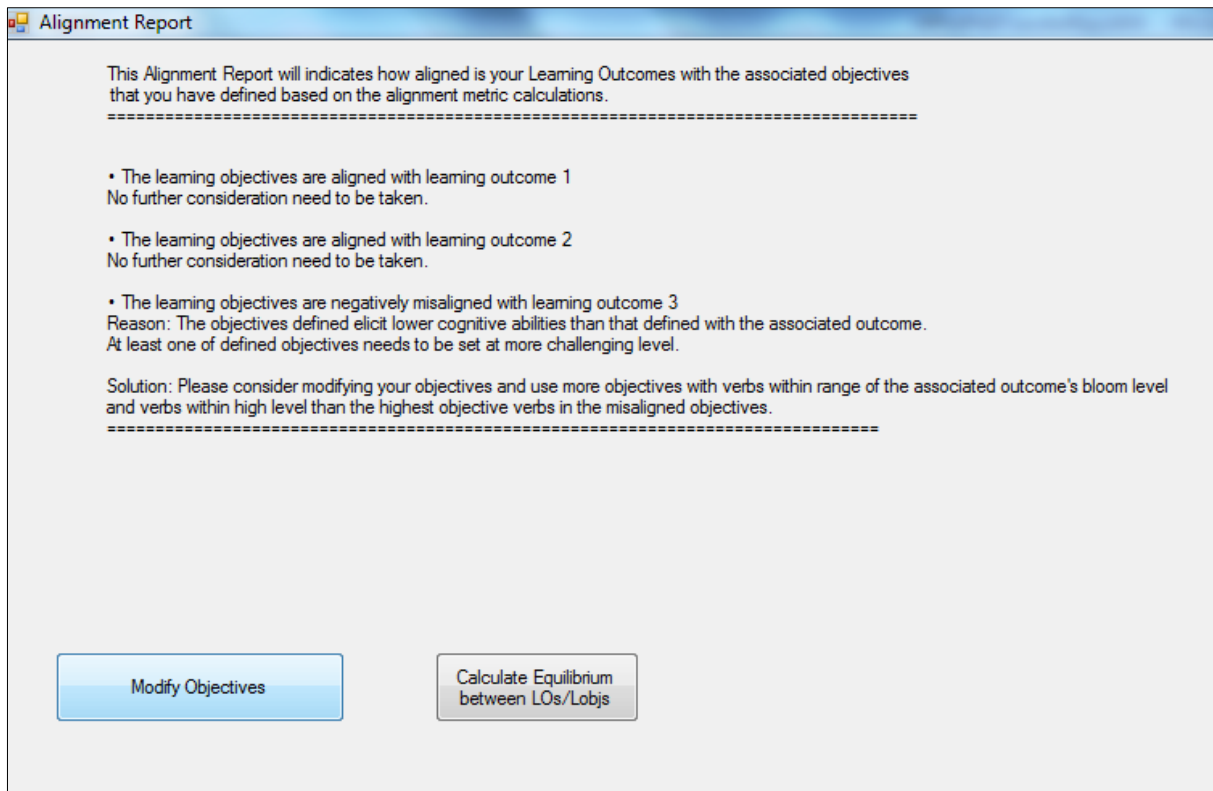 Alignment Report
This Alignment Report will indicates how aligned is your Learning Outcomes with the associated objectives
that you have defined based on the alignment metric calculations.
====================================================================================
• The learning objectives are aligned with learning outcome 1
No further consideration need to be taken.
• The learning objectives are aligned with learning outcome 2
No further consideration need to be taken.
• The learning objectives are negatively misaligned with learning outcome 3
Reason: The objectives defined elicit lower cognitive abilities than that defined with the associated outcome.
At least one of defined objectives needs to be set at more challenging level.
Solution: Please consider modifying your objectives and use more objectives with verbs within range of the associated outcome's bloom level
and verbs within high level than the highest objective verbs in the misaligned objectives.
================================================================================
Modify Objectives
Calculate Equilibrium
between LOs/Lobjs